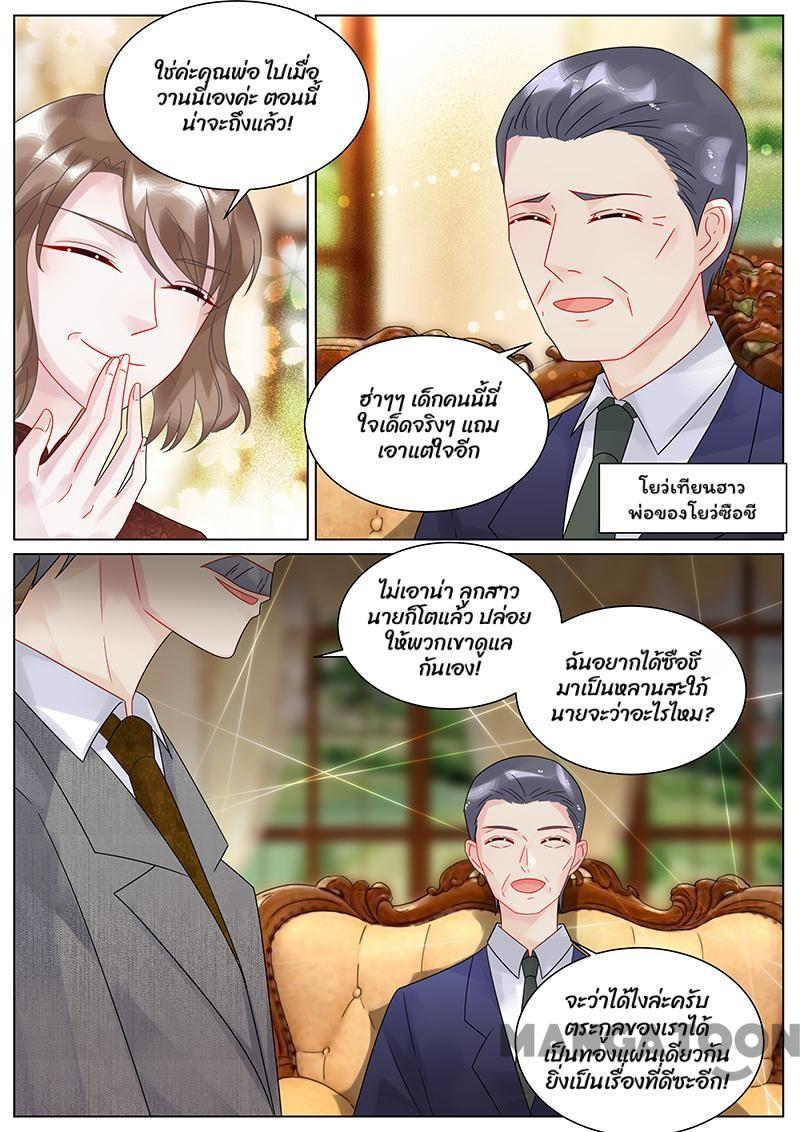 ใช่ค่ะคุณพ่อ ไปเมื่อ
วานนี้เองค่ะ ตอนนี้
น่าจะถึงแล้ว!
ฮ่าๆๆ เด็กคนนี้นี่
ใจเด็ดจริงๆ แถม
เอาแต่ใจอีก
โยว่เทียนฮาว
พ่อของโยว่ซือชี
ไม่เอาน่า ลูกสาว
นายก็โตแล้ว ปล่อย
ให้พวกเขาดูแล
กันเอง!
ฉันอยากได้ซือชี
มาเป็นหลานสะใภ้
นายจะว่าอะไรไหม?
จะว่าได้ไงล่ะครับ
ตระกูลของเราได้
เป็นทองแผ่นเดียวกัน
ยิ่งเป็นเรื่องที่ดีซะอีก!
MANGATOON